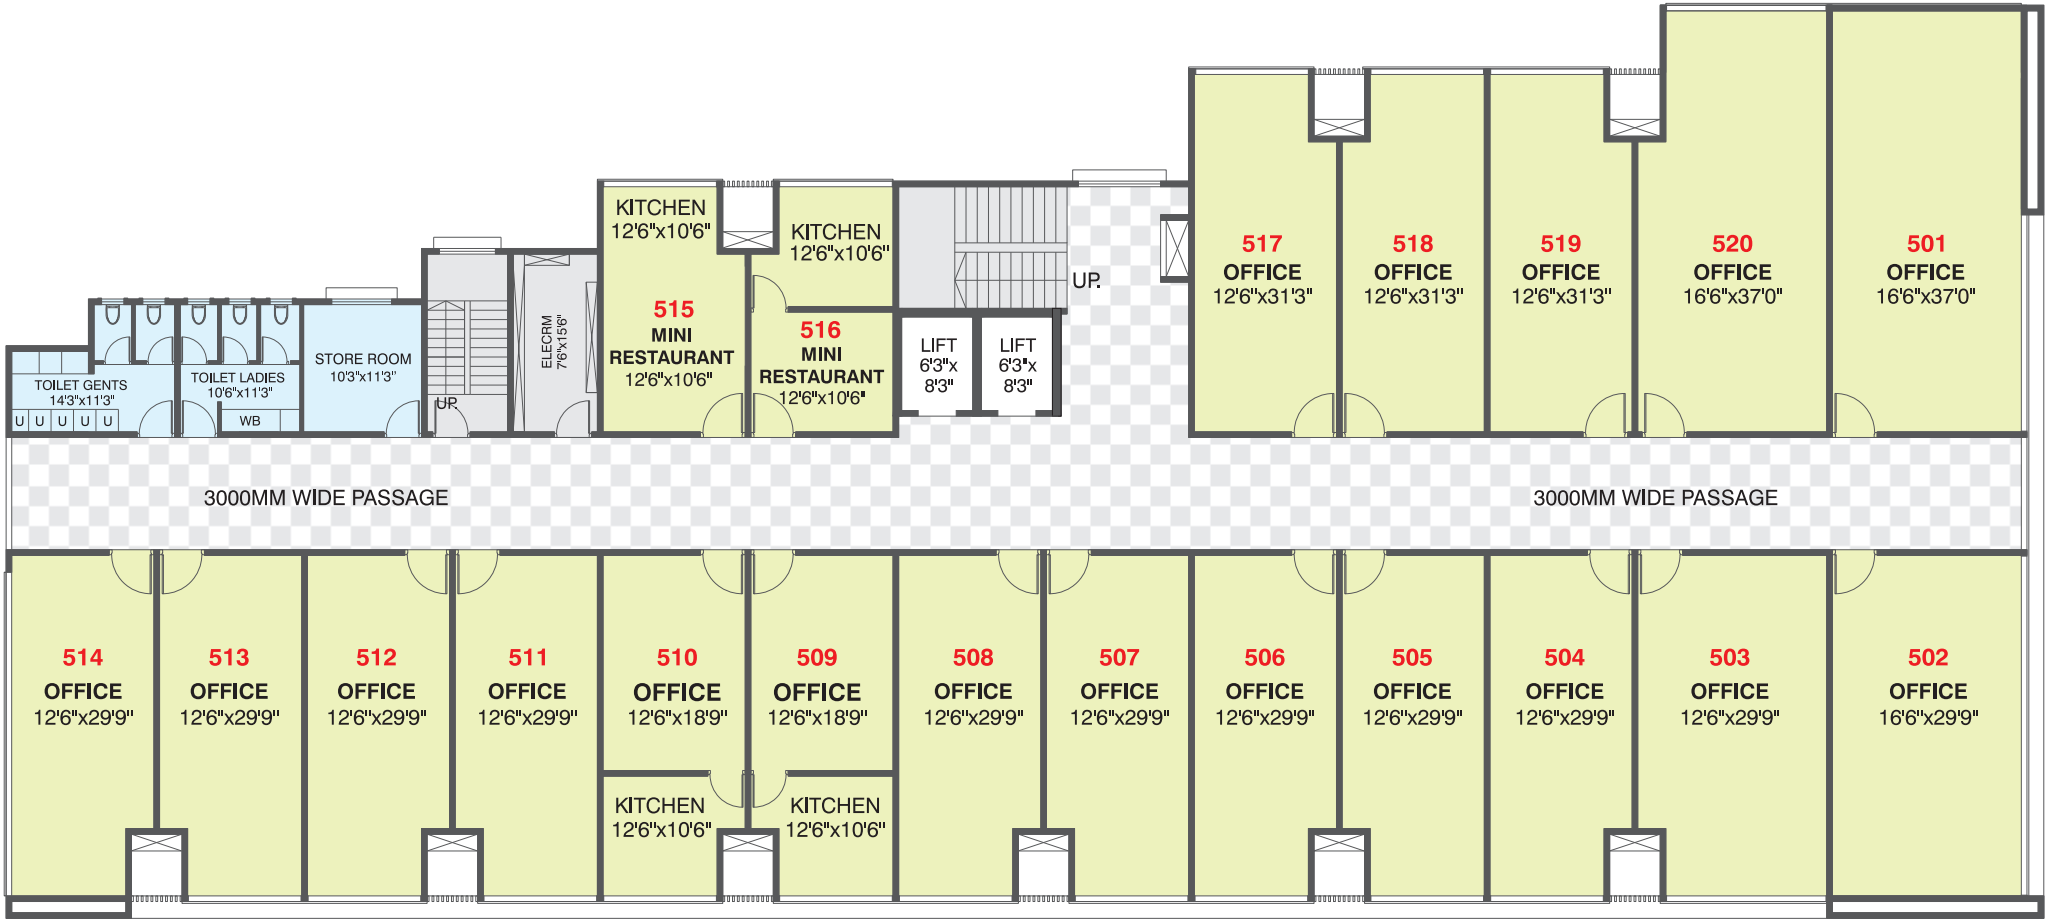 KITCHEN
12'6"x10'6"
KITCHEN
12'6"x10'6"
515
MINI
RESTAURANT
12'6"x10'6"
516
MINI
RESTAURANT
12'6"x10'6"
UP.
LIFT
6'3"x
8'3"
LIFT
6'3"x
8'3"
517
OFFICE
12'6"x31'3"
518
OFFICE
12'6"x31'3"
519
OFFICE
12'6"x31'3"
520
OFFICE
16'6"x37'0"
501
OFFICE
16'6"x37'0"
TOILET GENTS
14'3"x11'3"
U U U U U
TOILET LADIES
10'6"x11'3"
WB
STORE ROOM
10'3"x11'3"
UP.
ELECRM
7'6"x15'6"
3000MM WIDE PASSAGE
3000MM WIDE PASSAGE
514
OFFICE
12'6"x29'9"
513
OFFICE
12'6"x29'9"
512
OFFICE
12'6"x29'9"
511
OFFICE
12'6"x29'9"
510
OFFICE
12'6"x18'9"
KITCHEN
12'6"x10'6"
509
OFFICE
12'6"x18'9"
KITCHEN
12'6"x10'6"
508
OFFICE
12'6"x29'9"
507
OFFICE
12'6"x29'9"
506
OFFICE
12'6"x29'9"
505
OFFICE
12'6"x29'9"
504
OFFICE
12'6"x29'9"
503
OFFICE
12'6"x29'9"
502
OFFICE
16'6"x29'9"